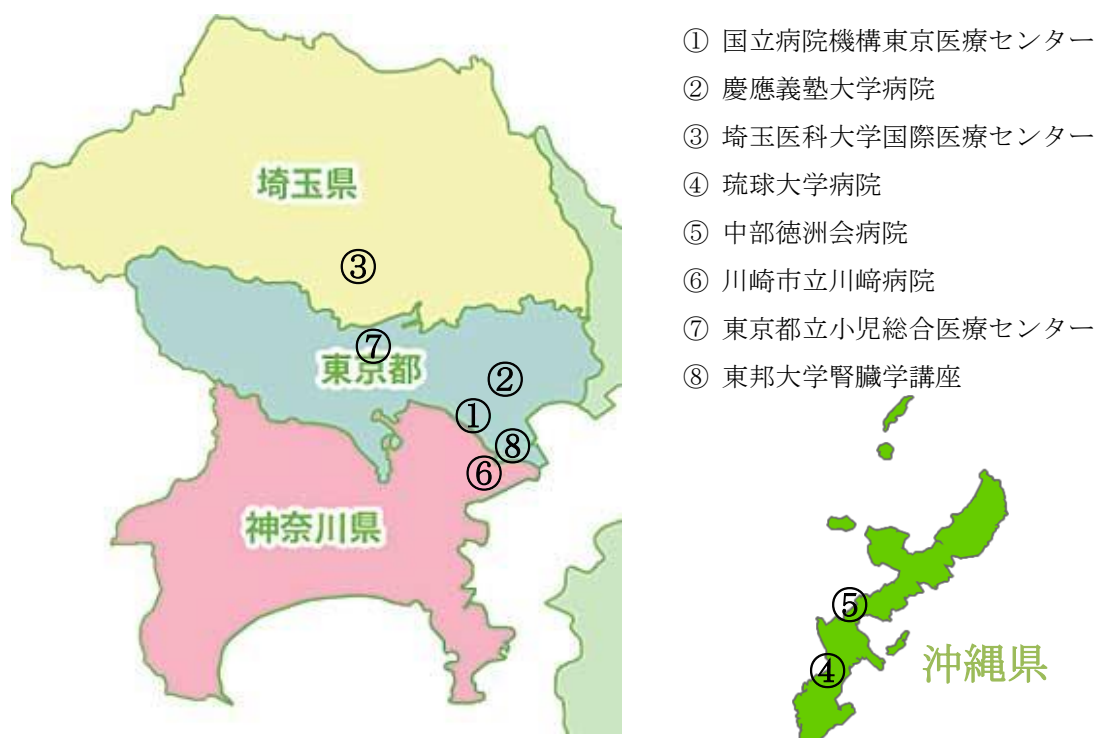 ① 国立病院機構東京医療センター
② 慶應義塾大学病院
③ 埼玉医科大学国際医療センター
④ 琉球大学病院
⑤ 中部徳洲会病院
⑥ 川崎市立川﨑病院
⑦ 東京都立小児総合医療センター
⑧ 東邦大学腎臓学講座
埼玉県
③
⑦
東京都
②
①
⑧
⑥
神奈川県
⑤
沖縄県
④